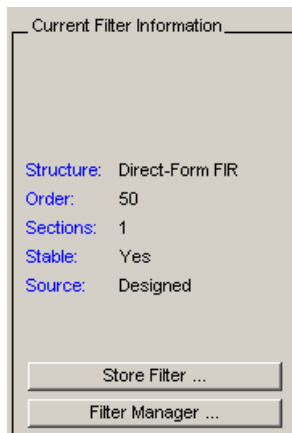 Current Filter Information
Structure: Direct-Form FIR
Order: 50
Sections: 1
Stable: Yes
Source: Designed
Store Filter ...
Filter Manager ...